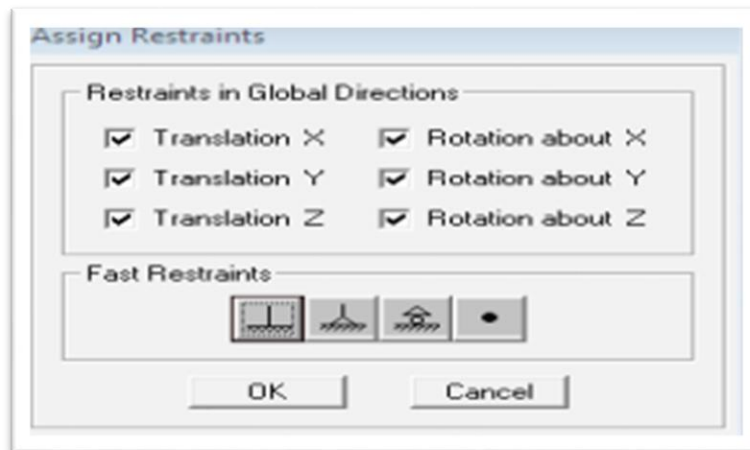 Assign Restraints
Restraints in Global Directions
Translation X Rotation about X
Translation Y Rotation about Y
Translation Z Rotation about Z
Fast Restraints
OK Cancel